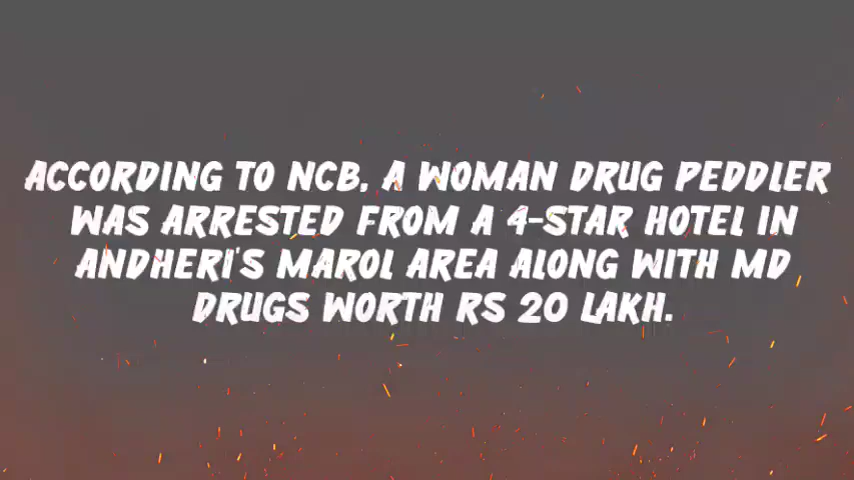 ACCORDING TO NCB, A WOMAN DRUG PEDDLER
WAS ARRESTED FROM A 4-STAR HOTEL IN
ANDHERI'S MAROL AREA ALONG WITH MD
DRUGS WORTH RS 20 LAKH.